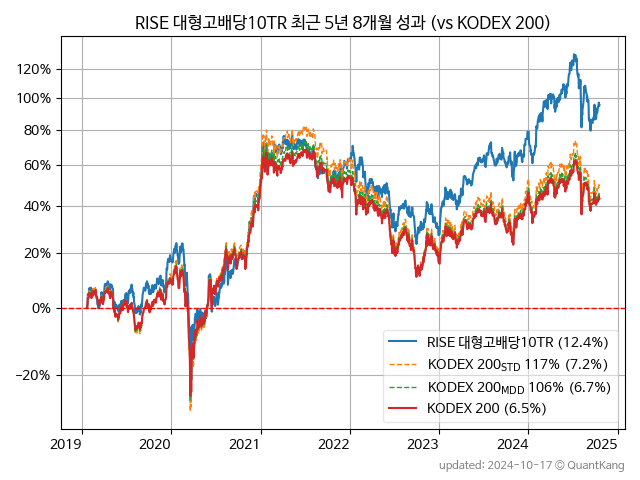 RISE 대형고배당10TR 최근 5년 8개월 성과 (vs KODEX 200)
120%
100%
80%
60%
40%
20%
0%
−20%
RISE 대형고배당10TR (12.4%)
KODEX 200STD 117% (7.2%)
KODEX 200MDD 106% (6.7%)
KODEX 200 (6.5%)
2019 2020 2021 2022 2023 2024 2025
updated: 2024-10-17 © QuantKang